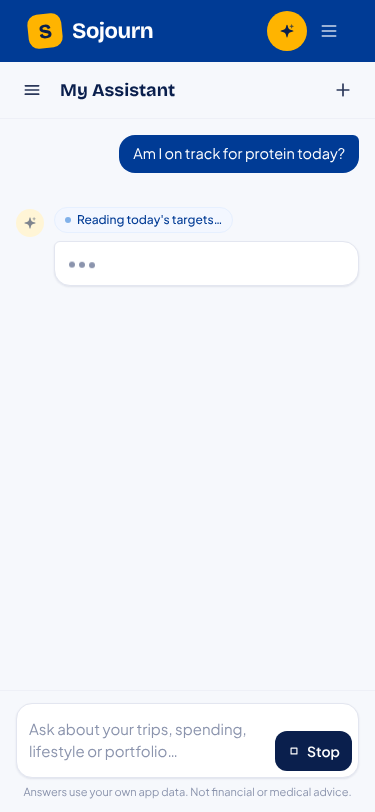 S Sojourn
My Assistant
Am I on track for protein today?
Reading today's targets…
Ask about your trips, spending,
lifestyle or portfolio…
Stop
Answers use your own app data. Not financial or medical advice.